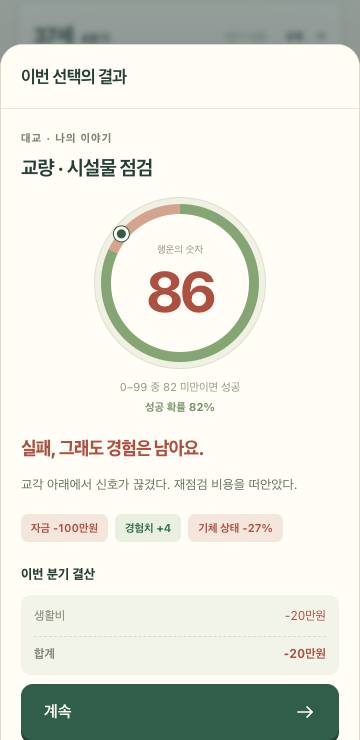 37세
이번 선택의 결과
대교 · 나의 이야기
교량 · 시설물 점검
행운의 숫자
86
0–99 중 82 미만이면 성공
성공 확률 82%
실패, 그래도 경험은 남아요.
교각 아래에서 신호가 끊겼다. 재점검 비용을 떠안았다.
자금 -100만원
경험치 +4
기체 상태 -27%
이번 분기 결산
생활비 -20만원
합계 -20만원
계속 →